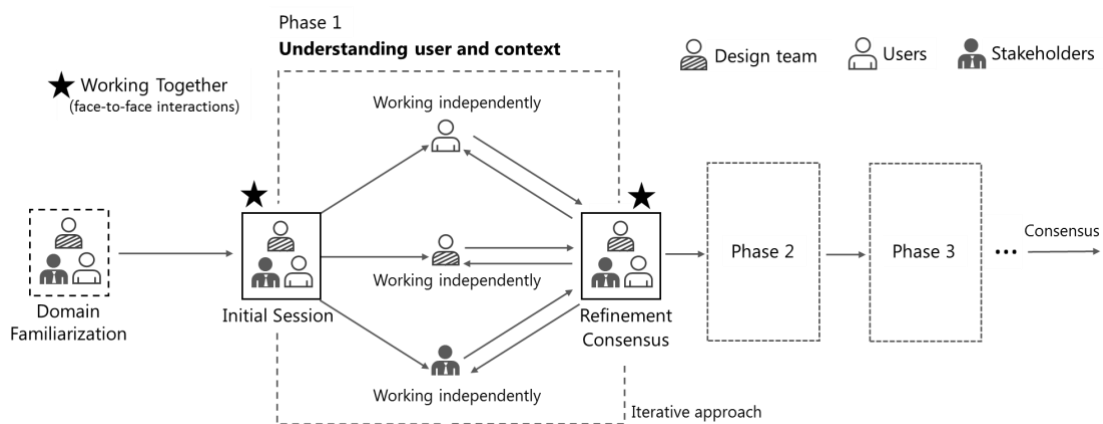 Phase 1
Understanding user and context
Design team
Users
Stakeholders
Working Together
(face-to-face interactions)
Working independently
Domain
Familiarization
Initial Session
Working independently
Refinement
Consensus
Phase 2
Phase 3
...
Consensus
Working independently
Iterative approach